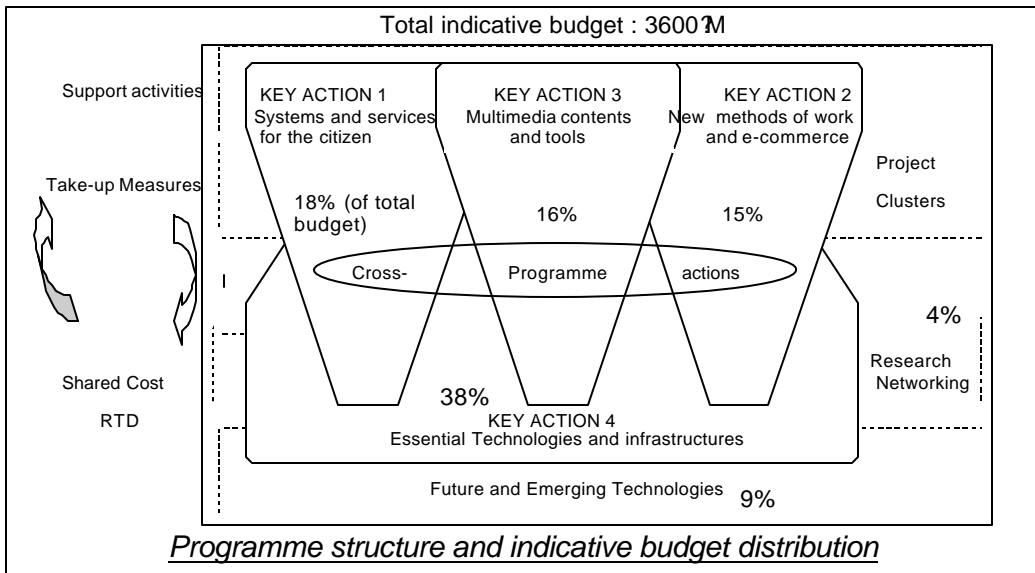 Total indicative budget : 3600?M
Support activities
KEY ACTION 1
Systems and services
for the citizen
KEY ACTION 3
Multimedia contents
and tools
KEY ACTION 2
New methods of work
and e-commerce
Project
Clusters
Take-up Measures
18% (of total
budget)
16%
15%
Cross- Programme actions
4%
Shared Cost
RTD
Research
Networking
38%
KEY ACTION 4
Essential Technologies and infrastructures
Future and Emerging Technologies 9%
Programme structure and indicative budget distribution